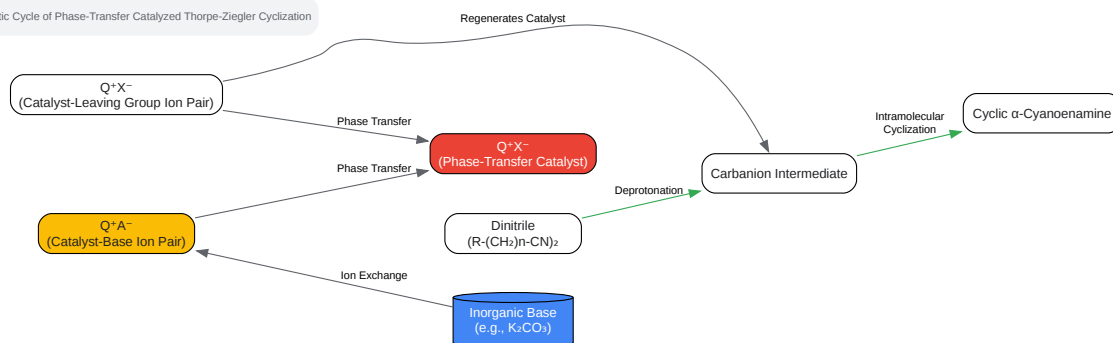 tic Cycle of Phase-Transfer Catalyzed Thorpe-Ziegler Cyclization
Regenerates Catalyst
Q⁺X⁻
(Catalyst-Leaving Group Ion Pair)
Phase Transfer
Q⁺X⁻
(Phase-Transfer Catalyst)
Phase Transfer
Q⁺A⁻
(Catalyst-Base Ion Pair)
Ion Exchange
Inorganic Base
(e.g., K₂CO₃)
Dinitrile
(R-(CH₂)n-CN)₂
Deprotonation
Carbanion Intermediate
Intramolecular
Cyclization
Cyclic α-Cyanoenamine